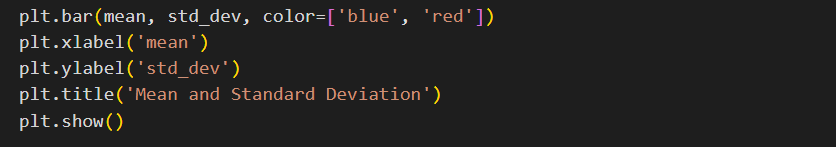 plt.bar(mean, std_dev, color=['blue', 'red'])
plt.xlabel('mean')
plt.ylabel('std_dev')
plt.title('Mean and Standard Deviation')
plt.show()